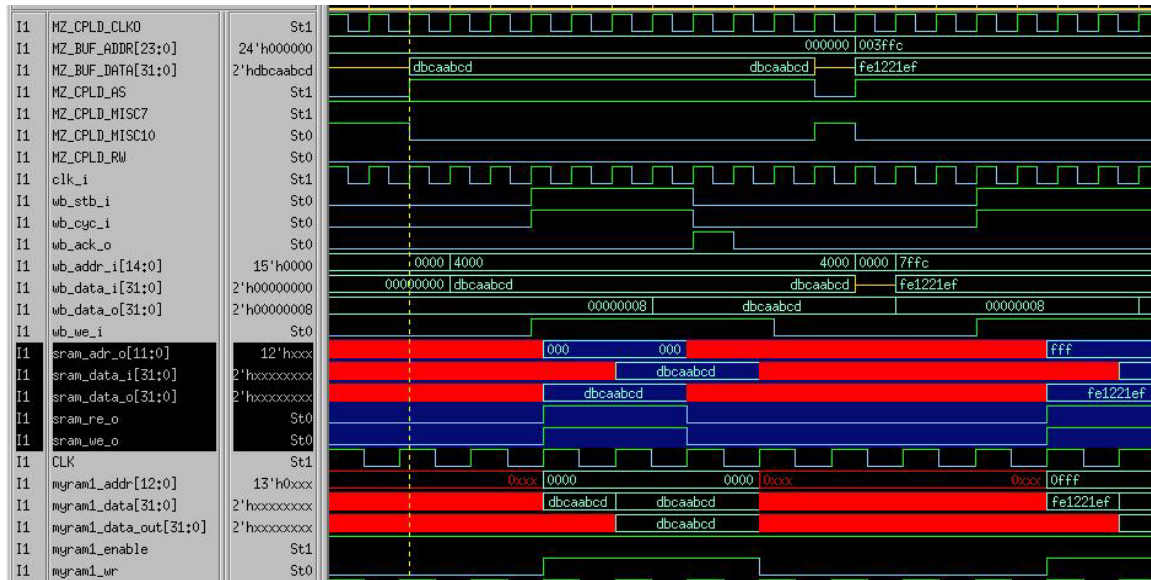 I1 MZ_CPLD_CLKO St1
I1 MZ_BUF_ADDR[23:0] 24'h000000 000000 003ffc
I1 MZ_BUF_DATA[31:0] 2'hdbcaabcd dbcaabcd dbcaabcd fe1221ef
I1 MZ_CPLD_AS St1
I1 MZ_CPLD_MISC7 St1
I1 MZ_CPLD_MISC10 St0
I1 MZ_CPLD_RW St0
I1 clk_i St1
I1 wb_stb_i St0
I1 wb_cyc_i St0
I1 wb_ack_o St0
I1 wb_addr_i[14:0] 15'h0000 0000 4000 4000 0000 7ffc
I1 wb_data_i[31:0] 2'h00000000 00000000 dbcaabcd dbcaabcd fe1221ef
I1 wb_data_o[31:0] 2'h00000008 00000008 dbcaabcd 00000008
I1 wb_we_i St0
I1 sram_adr_o[11:0] 12'hxxx 000 000 fff
I1 sram_data_i[31:0] 2'hxxxxxxxx dbcaabcd
I1 sram_data_o[31:0] 2'hxxxxxxxx dbcaabcd fe1221ef
I1 sram_re_o St0
I1 sram_we_o St0
I1 CLK St1
I1 myram1_addr[12:0] 13'h0xxx 0xxx 0000 0000 0xxx 0xxx 0fff
I1 myram1_data[31:0] 2'hxxxxxxxx dbcaabcd dbcaabcd fe1221ef
I1 myram1_data_out[31:0] 2'hxxxxxxxx dbcaabcd
I1 myram1_enable St1
I1 myram1_wr St0